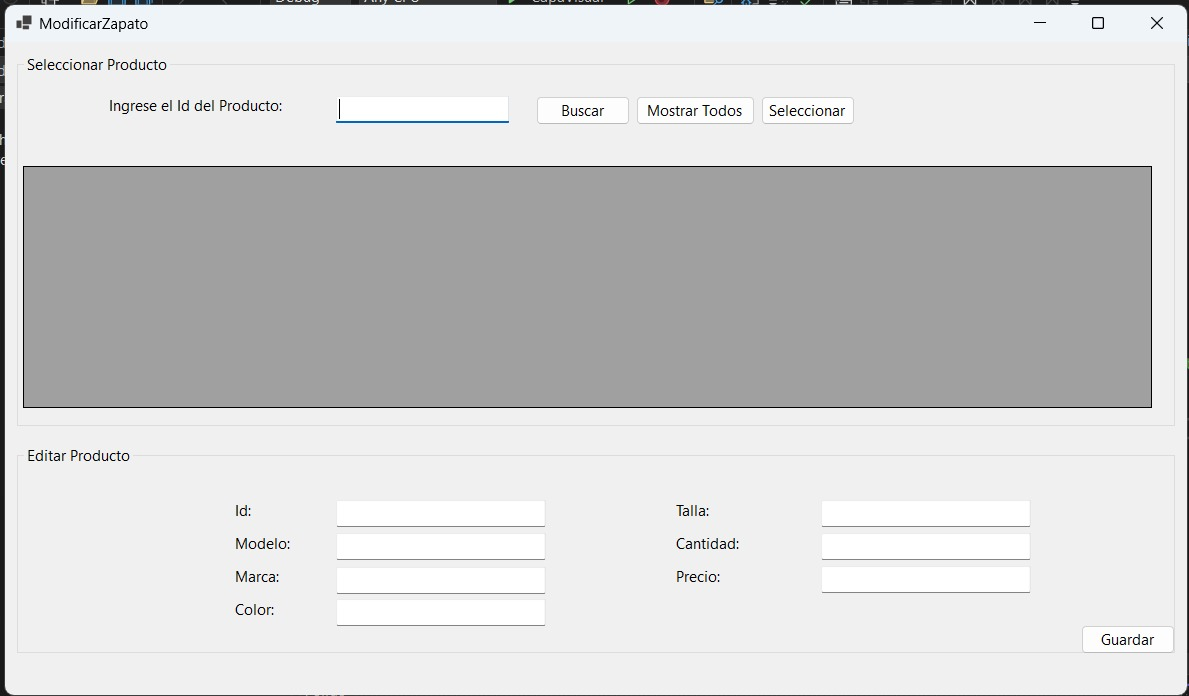 ModificarZapato
Seleccionar Producto
Ingrese el Id del Producto:
Buscar
Mostrar Todos
Seleccionar
Editar Producto
Id:
Talla:
Modelo:
Cantidad:
Marca:
Precio:
Color:
Guardar